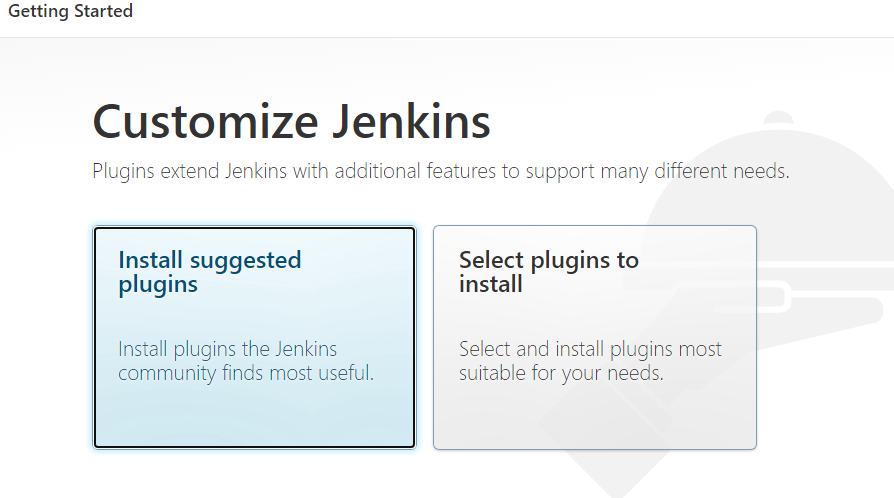 Getting Started
Customize Jenkins
Plugins extend Jenkins with additional features to support many different needs.
Install suggested
plugins
Install plugins the Jenkins
community finds most useful.
Select plugins to
install
Select and install plugins most
suitable for your needs.